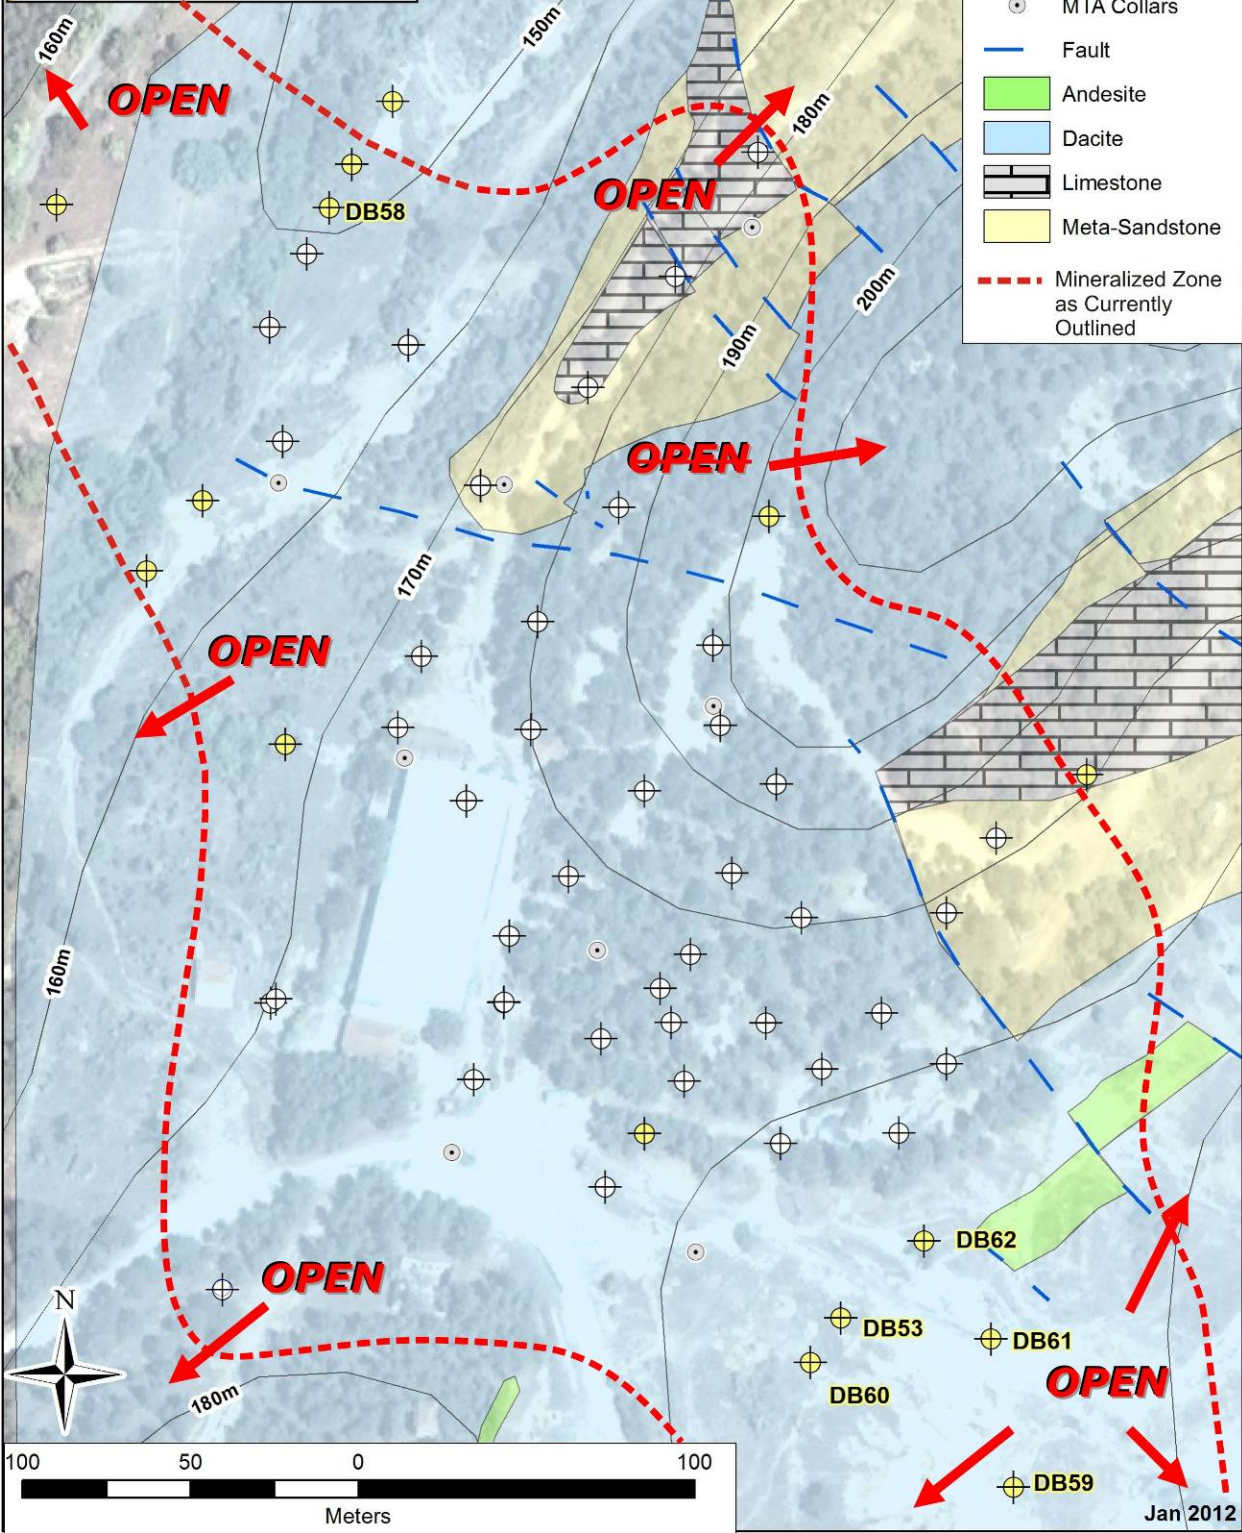 MTA Collars
Fault
Andesite
Dacite
Limestone
Meta-Sandstone
Mineralized Zone
as Currently
Outlined
160m
150m
OPEN
180m
OPEN
DB58
200m
190m
OPEN
170m
OPEN
160m
DB62
OPEN
N
DB53
DB61
OPEN
DB60
180m
100 50 0 100
Meters
DB59
Jan 2012